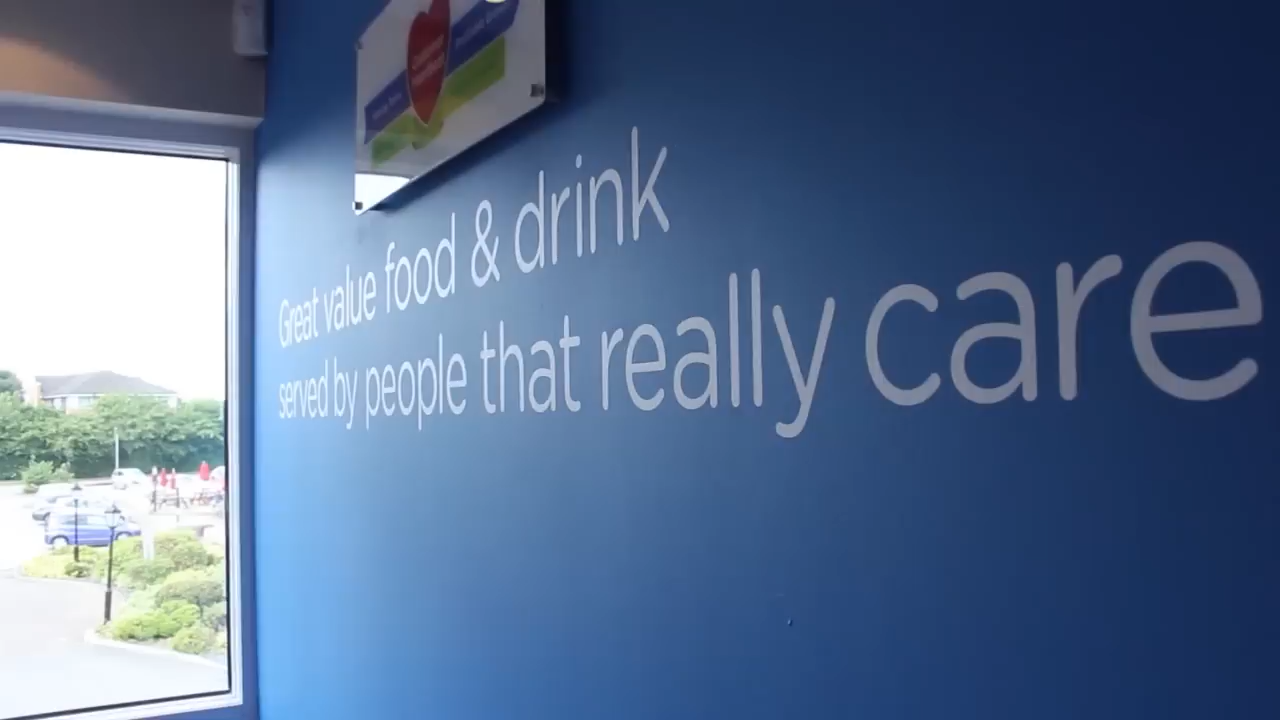 Great value food & drink
served by people that really care